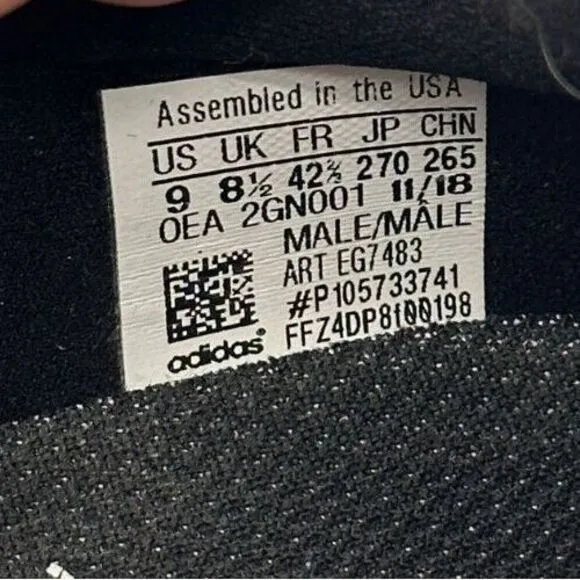 Assembled in the USA
US UK FR JP CHN
9 8½ 42⅔ 270 265
OEA 2GN001 11/18
MALE/MÂLE
ART EG7483
#P105733741
FFZ4DP8f00198
adidas®